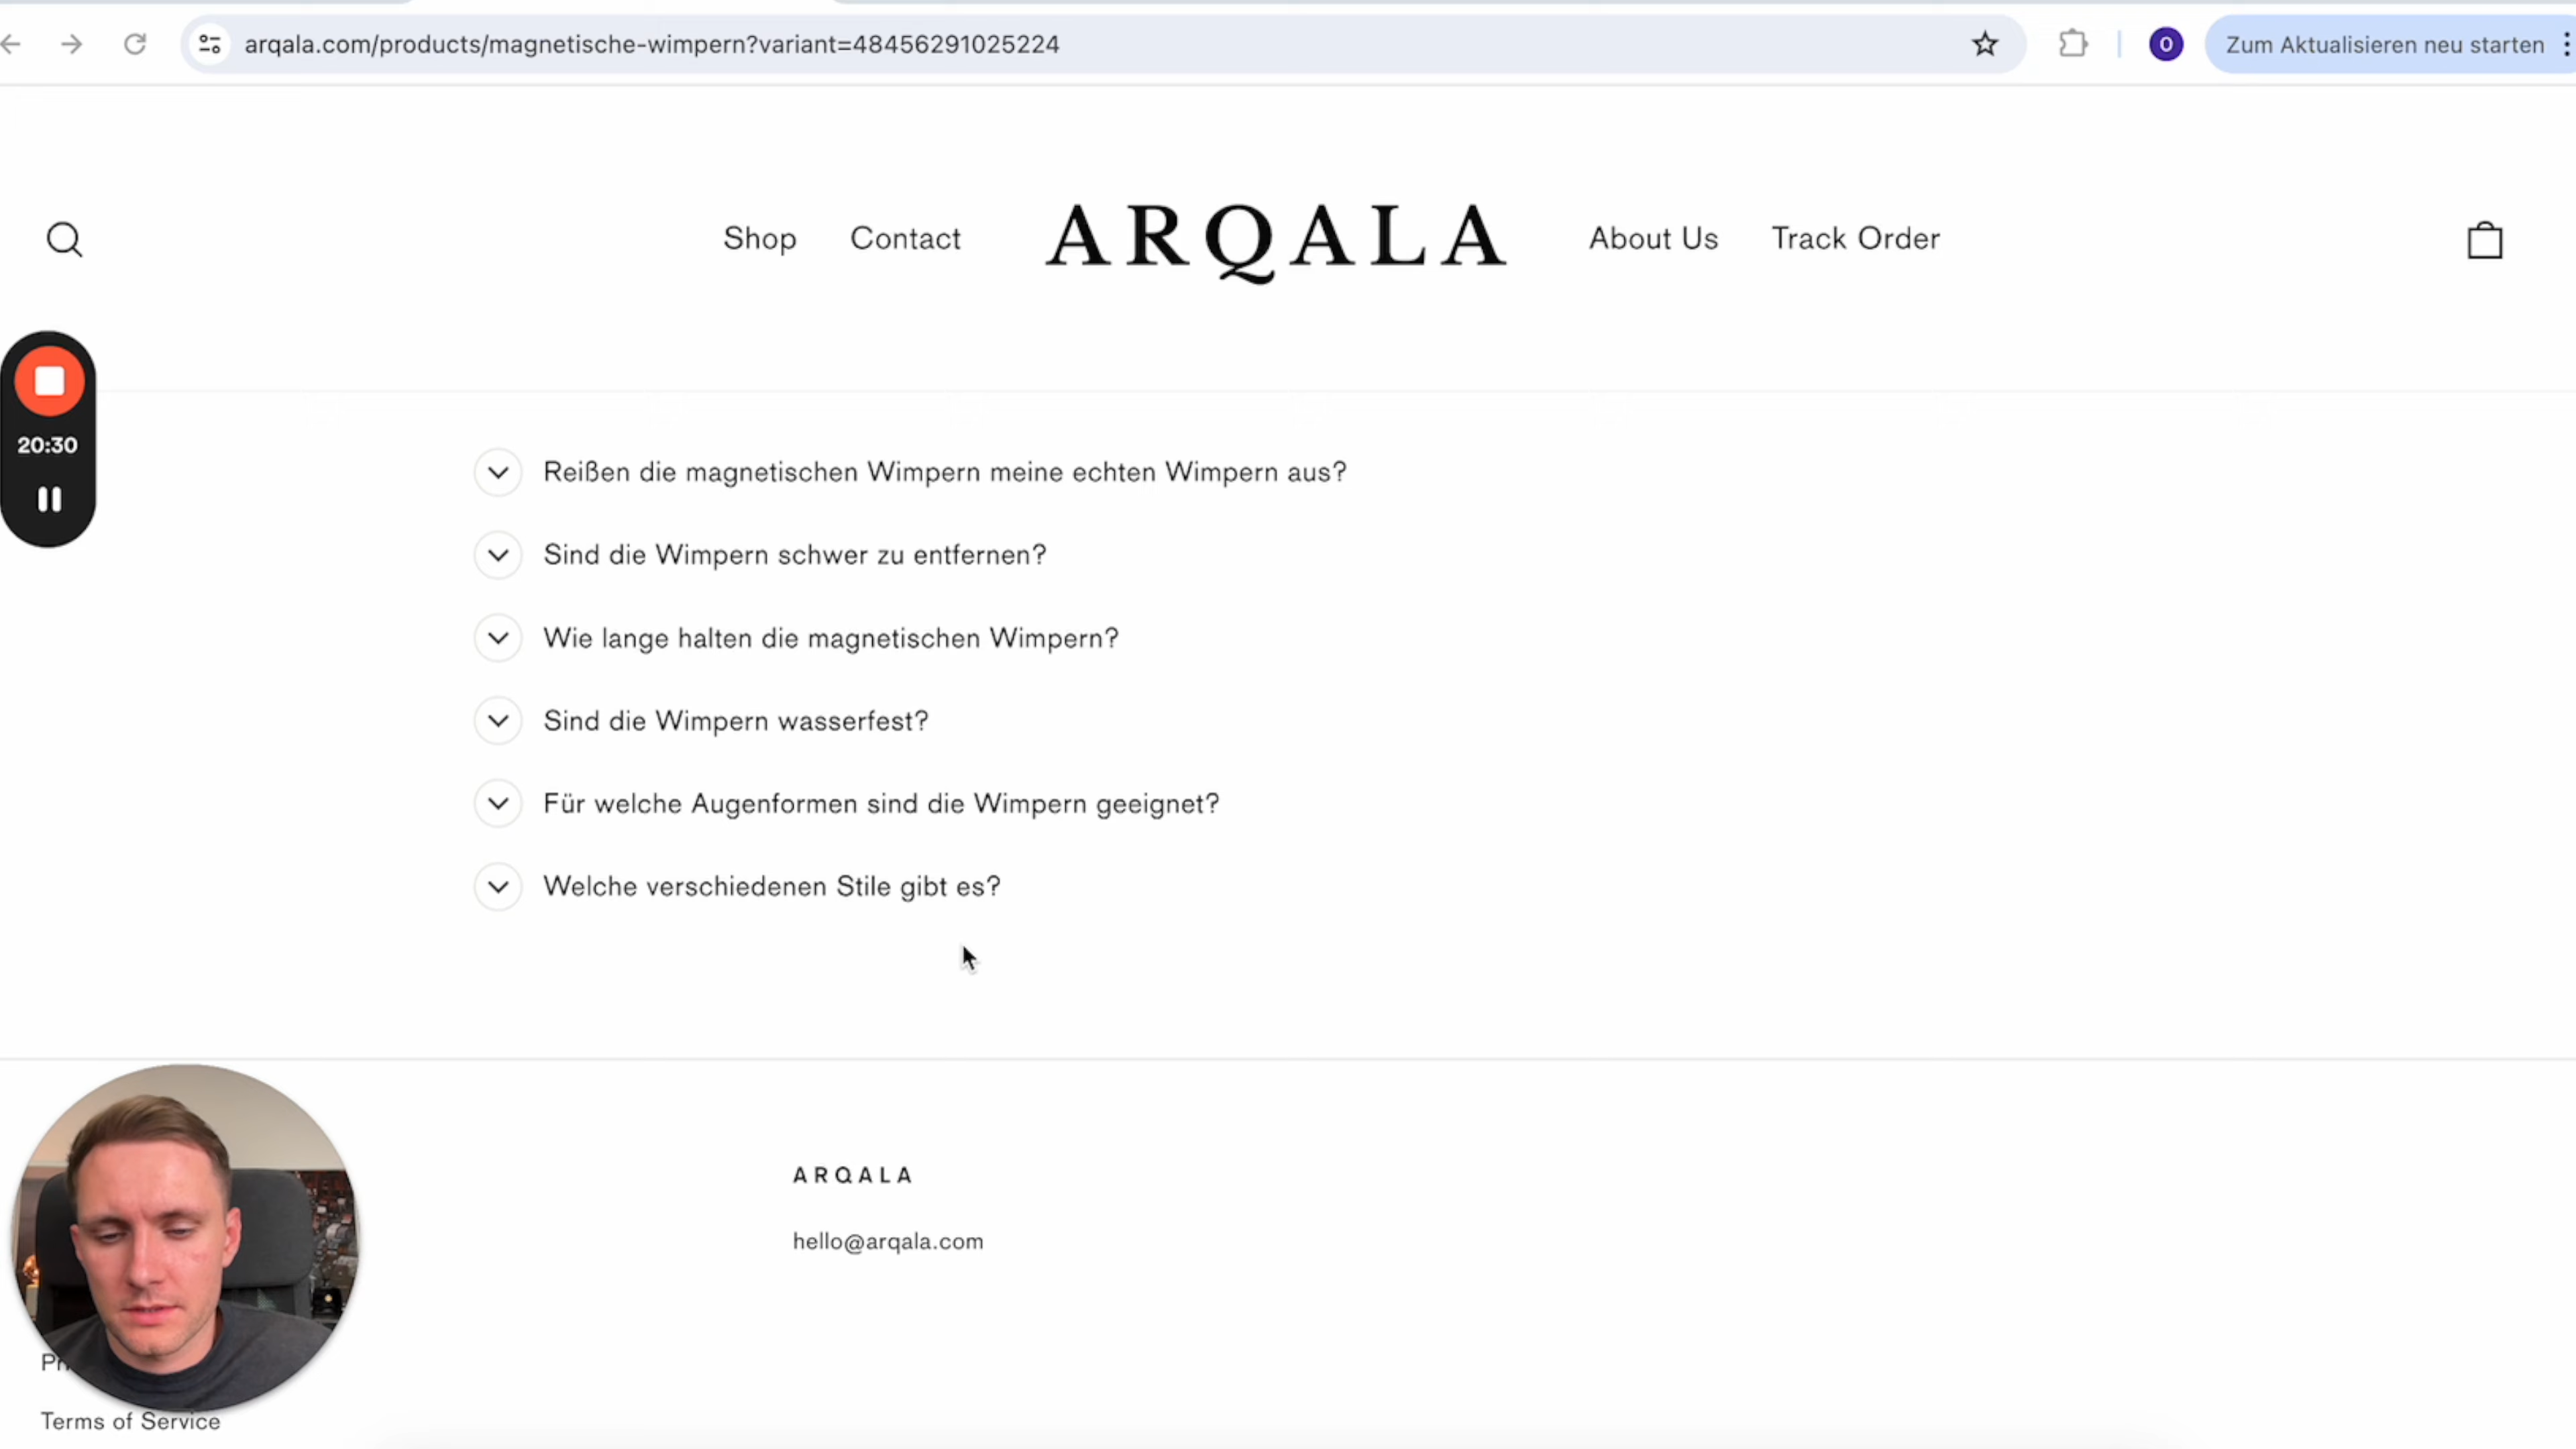 arqala.com/products/magnetische-wimpern?variant=48456291025224
O
Zum Aktualisieren neu starten
Shop
Contact
ARQALA
About Us
Track Order
20:30
Reißen die magnetischen Wimpern meine echten Wimpern aus?
Sind die Wimpern schwer zu entfernen?
Wie lange halten die magnetischen Wimpern?
Sind die Wimpern wasserfest?
Für welche Augenformen sind die Wimpern geeignet?
Welche verschiedenen Stile gibt es?
ARQALA
hello@arqala.com
Terms of Service